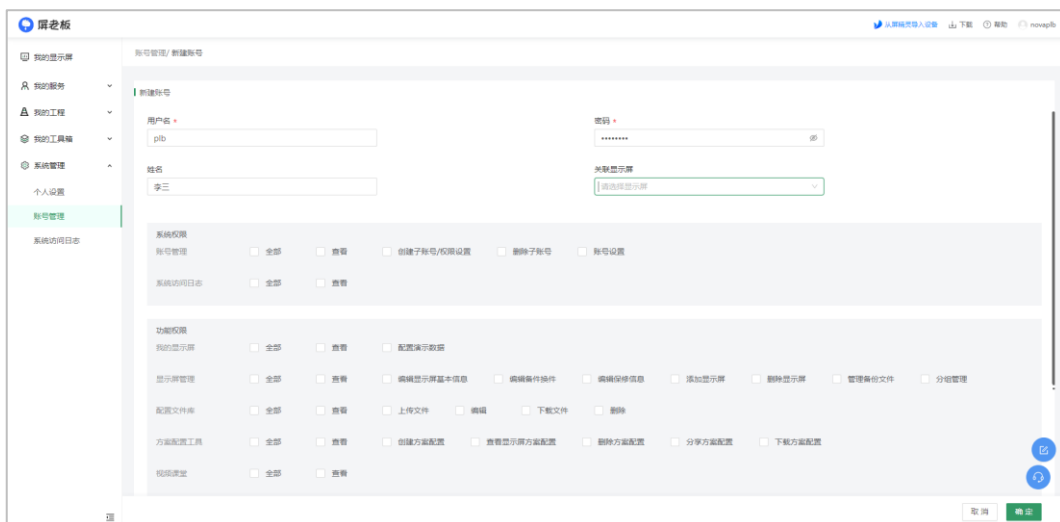 屏老板
从屏精灵导入设备 下载 帮助 novaplb
我的显示屏
我的服务
我的工程
我的工具箱
系统管理
个人设置
账号管理
系统访问日志
账号管理/ 新建账号
新建账号
用户名 * 密码 *
plb ••••••••
姓名 关联显示屏
李三 请选择显示屏
系统权限
账号管理 全部 查看 创建子账号/权限设置 删除子账号 账号设置
系统访问日志 全部 查看
功能权限
我的显示屏 全部 查看 配置演示数据
显示屏管理 全部 查看 编辑显示屏基本信息 编辑备件换件 编辑保修信息 添加显示屏 删除显示屏 管理备份文件 分组管理
配置文件库 全部 查看 上传文件 编辑 下载文件 删除
方案配置工具 全部 查看 创建方案配置 查看显示屏方案配置 删除方案配置 分享方案配置 下载方案配置
视频课堂 全部 查看
取消 确定